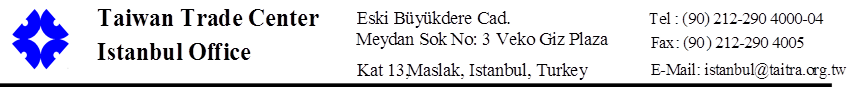 Taiwan Trade Center
Istanbul Office
Eski Büyükdere Cad.
Meydan Sok No: 3 Veko Giz Plaza
Kat 13,Maslak, Istanbul, Turkey
Tel : (90) 212-290 4000-04
Fax: (90) 212-290 4005
E-Mail: istanbul@taitra.org.tw